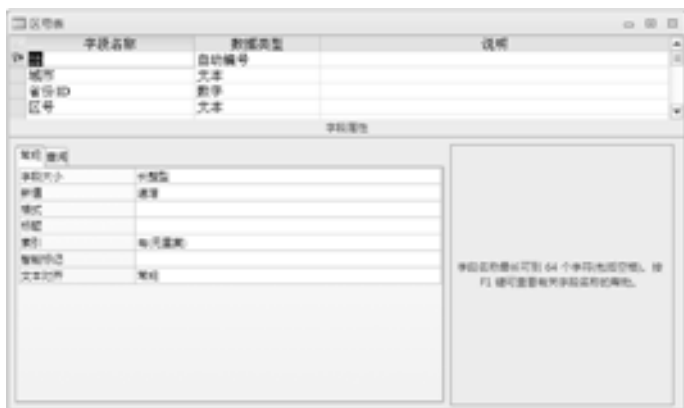 区号表
字段名称 数据类型 说明
ID 自动编号
城市 文本
省份ID 数字
区号 文本
字段属性
常规 查阅
字段大小 长整型
新值 递增
格式
标题
索引 有(无重复)
智能标记
文本对齐 常规
字段名称最长可到 64 个字符(包括空格)。按
F1 键可查看有关字段名称的帮助。